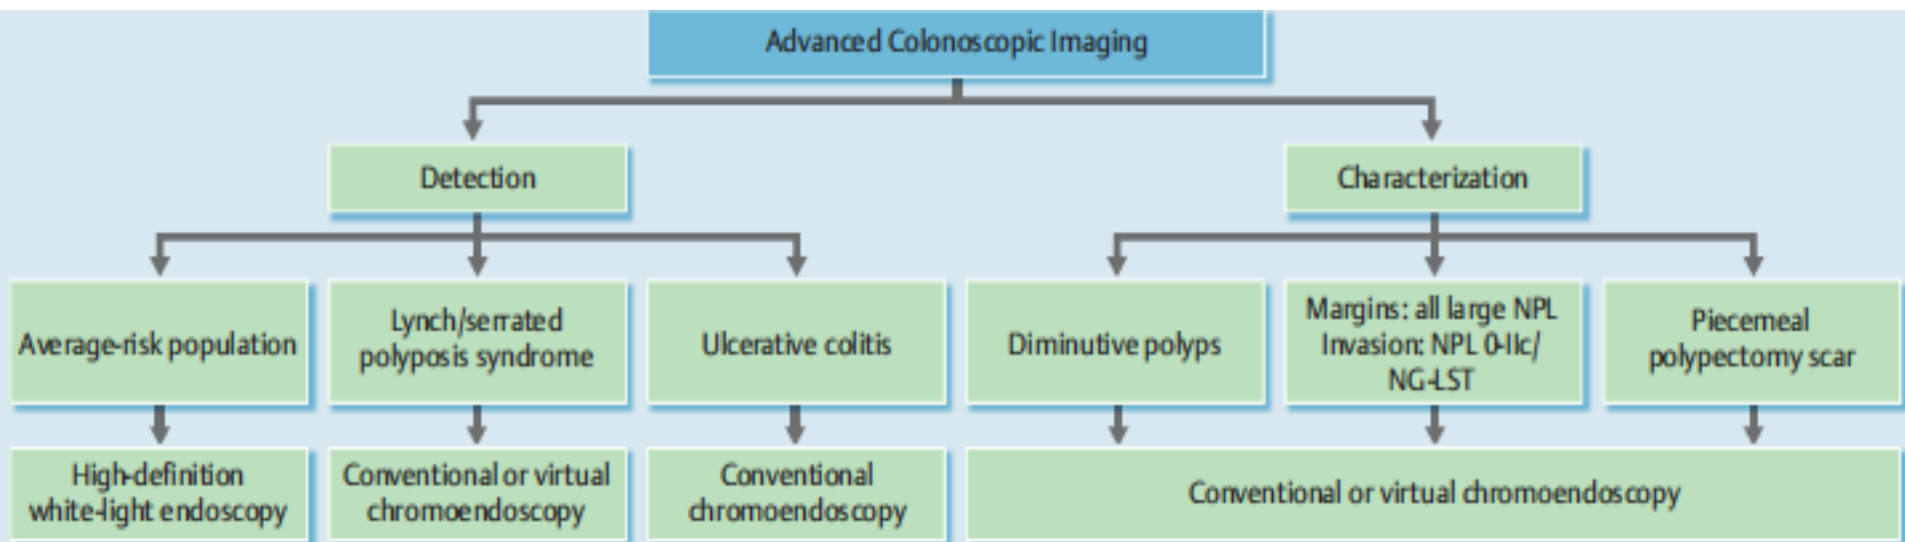 Advanced Colonoscopic Imaging
Detection
Characterization
Average-risk population
Lynch/serrated
polyposis syndrome
Ulcerative colitis
Diminutive polyps
Margins: all large NPL
Invasion: NPL 0-IIc/
NG-LST
Piecemeal
polypectomy scar
High-definition
white-light endoscopy
Conventional or virtual
chromoendoscopy
Conventional
chromoendoscopy
Conventional or virtual chromoendoscopy